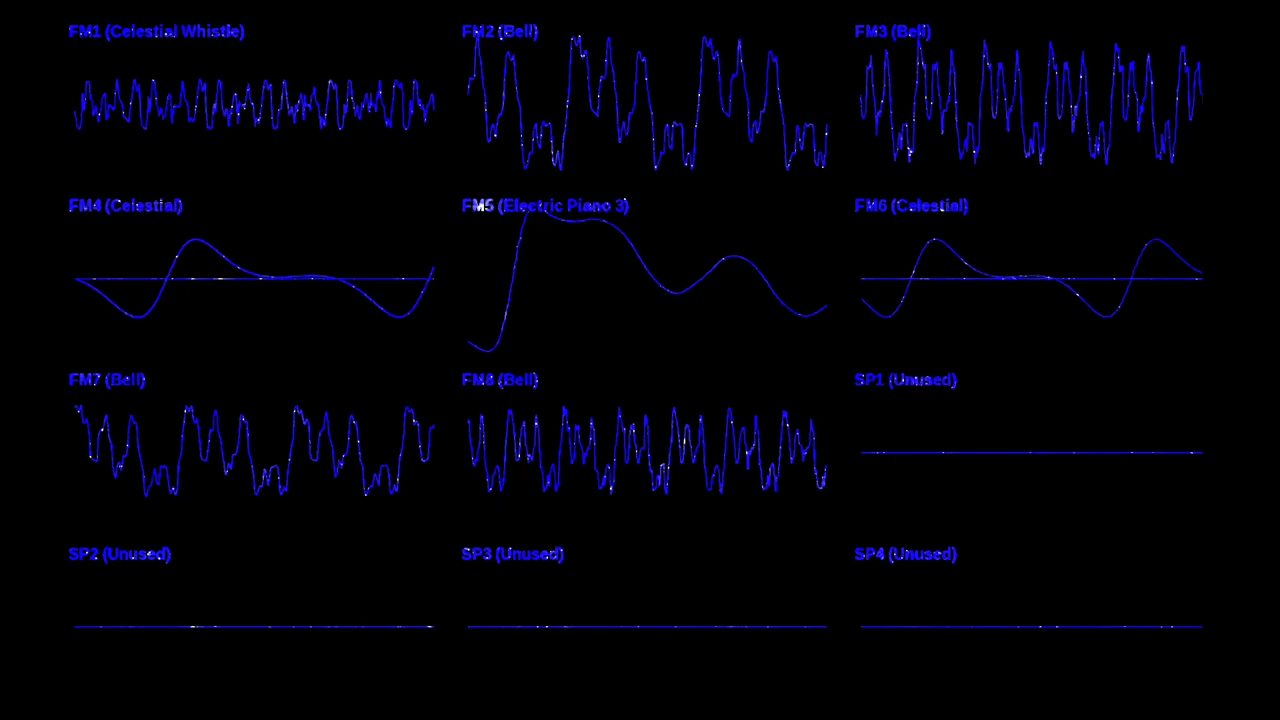 FM1 (Celestial Whistle)
FM2 (Bell)
FM3 (Bell)
FM4 (Celestial)
FM5 (Electric Piano 3)
FM6 (Celestial)
FM7 (Bell)
FM8 (Bell)
SP1 (Unused)
SP2 (Unused)
SP3 (Unused)
SP4 (Unused)